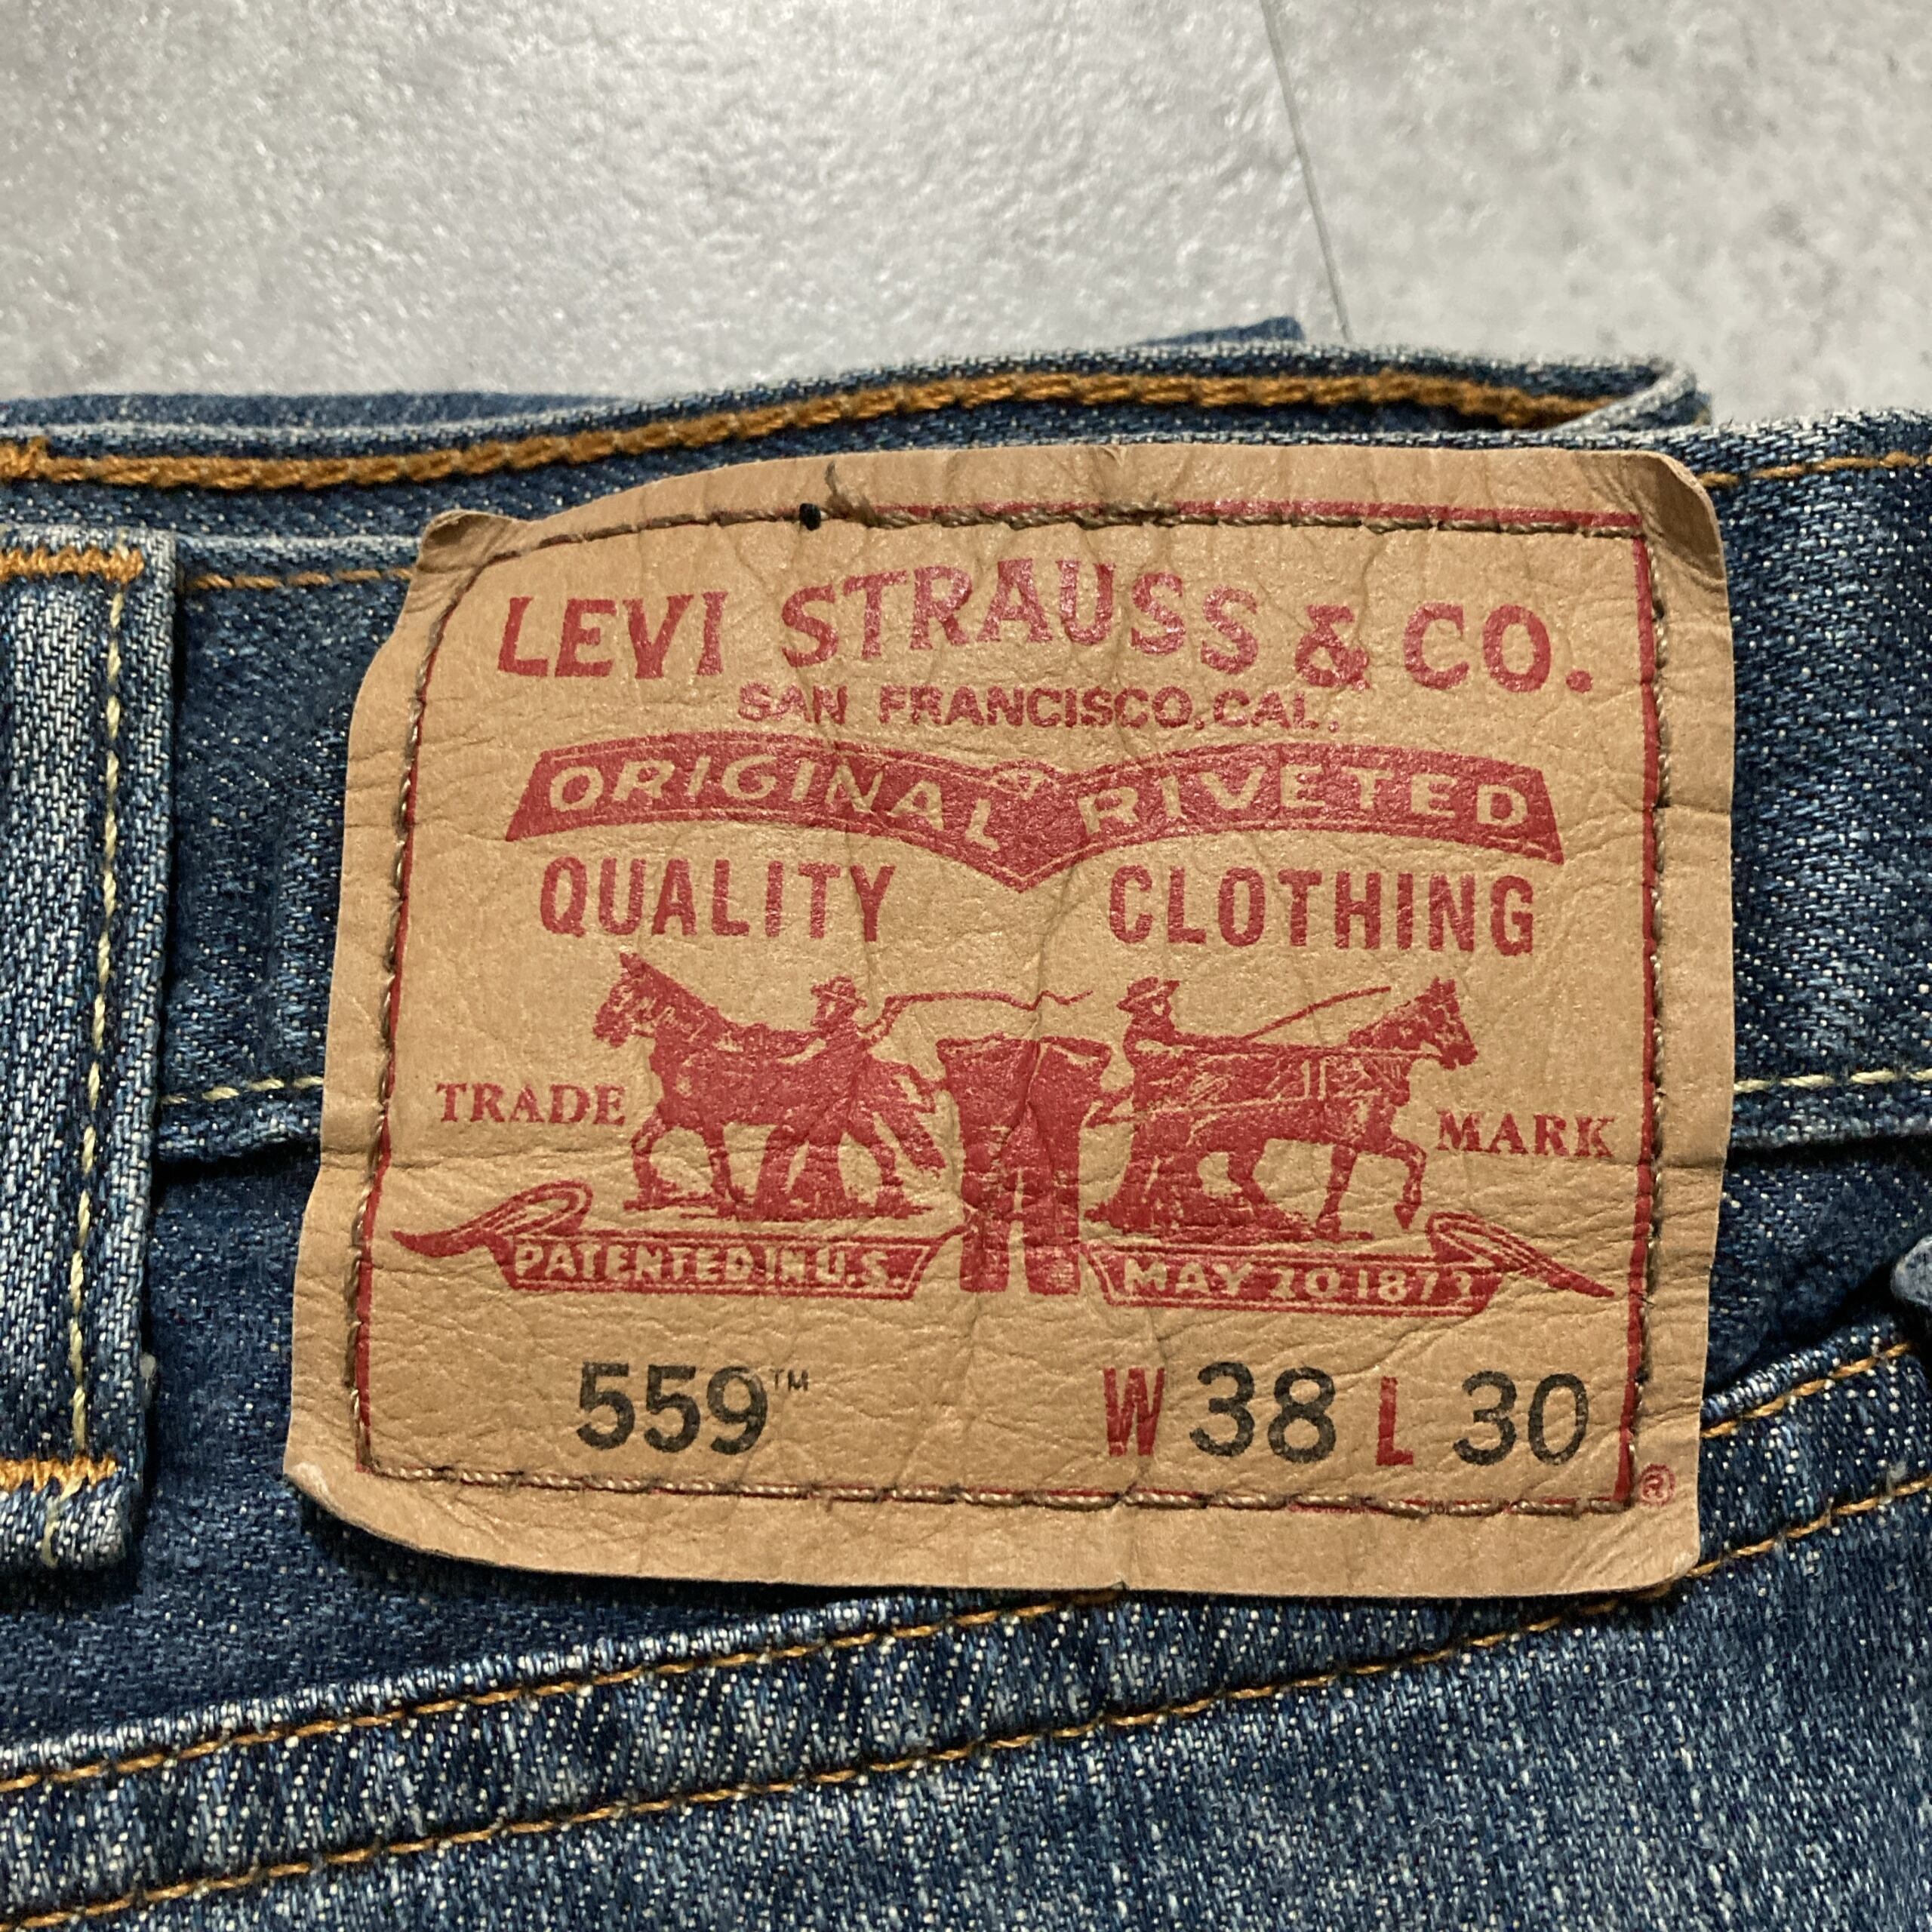 LEVI STRAUSS & CO.
SAN FRANCISCO, CAL.
ORIGINAL RIVETED
QUALITY CLOTHING
TRADE MARK
PATENTED IN U.S. MAY 20 1873
559™ W 38 L 30
®